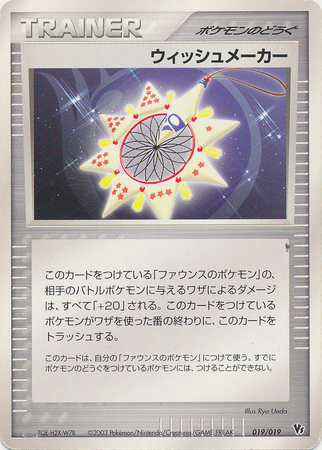 TRAINER
ポケモンのどうぐ
ウィッシュメーカー
このカードをつけている「ファウンスのポケモン」の、
相手のバトルポケモンに与えるワザによるダメージ
は、すべて「+20」される。このカードをつけている
ポケモンがワザを使った番の終わりに、このカードを
トラッシュする。
このカードは、自分の「ファウンスのポケモン」につけて使う。すでに
ポケモンのどうぐをつけているポケモンには、つけることができない。
Illus.Ryo Ueda
TQE-H2X-W7B
©2003 Pokémon/Nintendo/Creatures/GAME FREAK
019/019
Vs